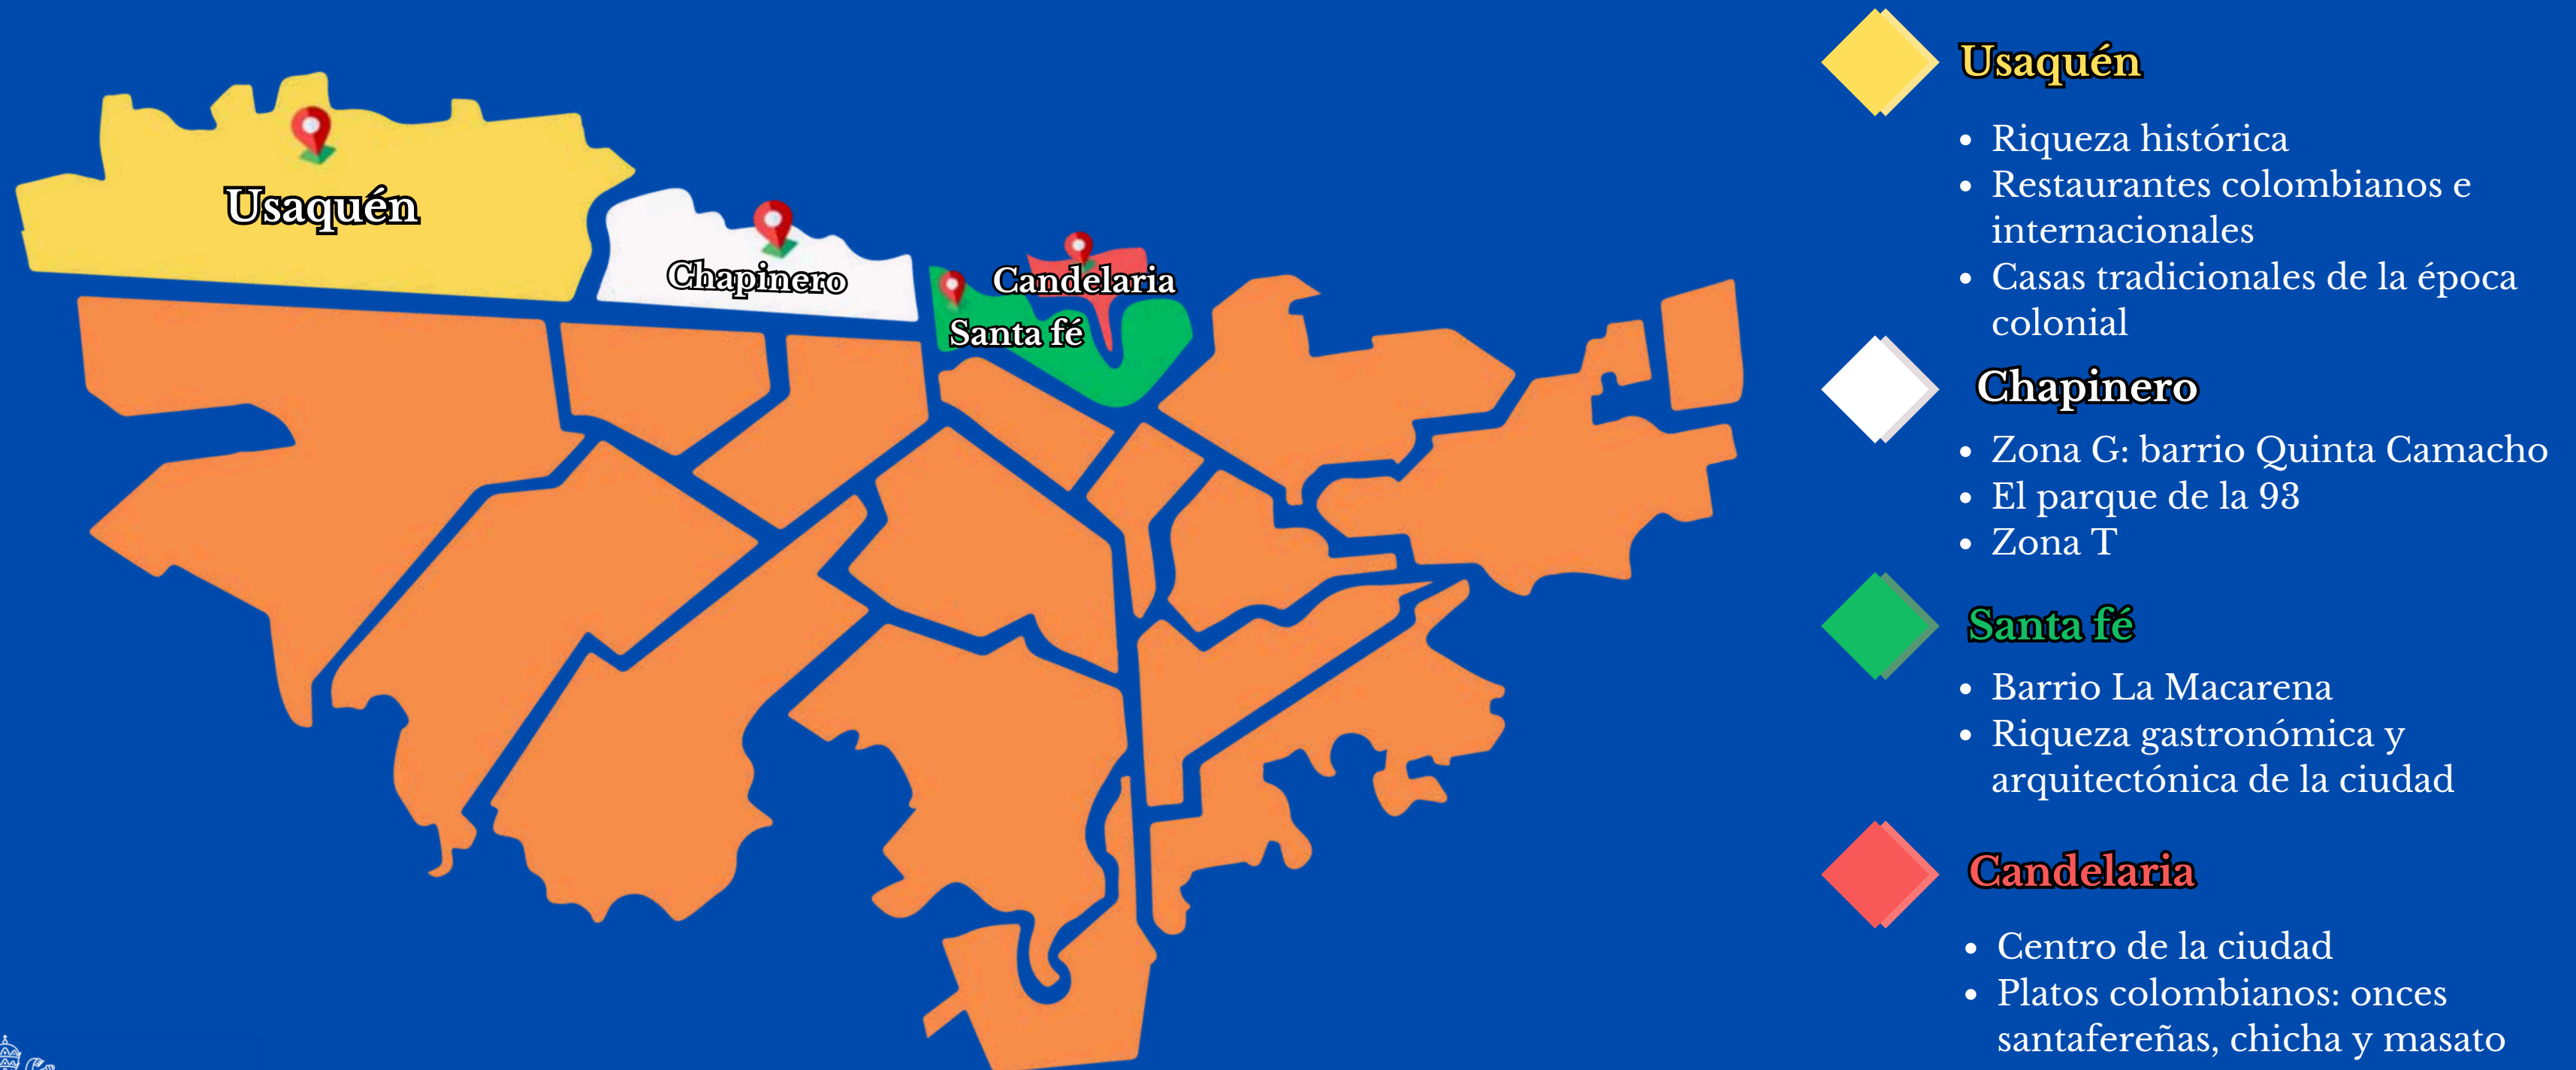 Usaquén
Chapinero
Candelaria
Santa fé
Usaquén
• Riqueza histórica
• Restaurantes colombianos e
internacionales
• Casas tradicionales de la época
colonial
Chapinero
• Zona G: barrio Quinta Camacho
• El parque de la 93
• Zona T
Santa fé
• Barrio La Macarena
• Riqueza gastronómica y
arquitectónica de la ciudad
Candelaria
• Centro de la ciudad
• Platos colombianos: onces
santafereñas, chicha y masato